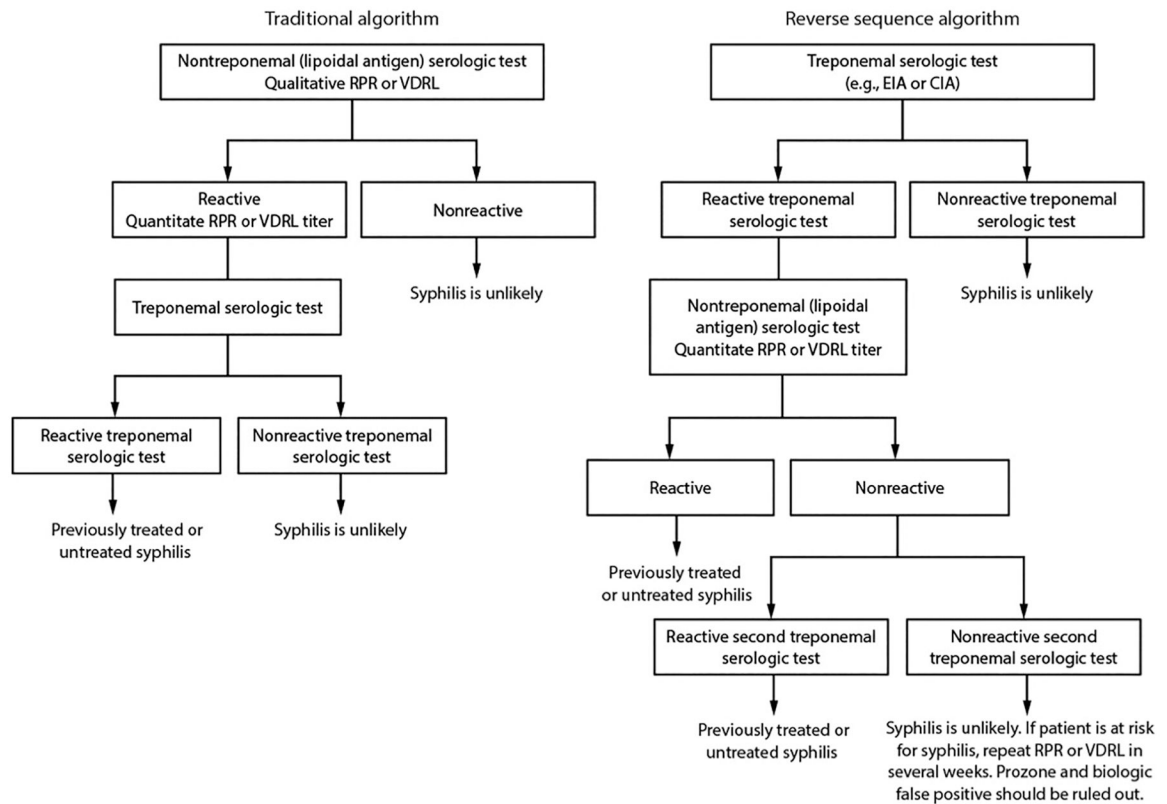 Traditional algorithm
Nontreponemal (lipoidal antigen) serologic test
Qualitative RPR or VDRL
Reactive
Quantitate RPR or VDRL titer
Nonreactive
Syphilis is unlikely
Treponemal serologic test
Reactive treponemal
serologic test
Nonreactive treponemal
serologic test
Previously treated or
untreated syphilis
Syphilis is unlikely
Reverse sequence algorithm
Treponemal serologic test
(e.g., EIA or CIA)
Reactive treponemal
serologic test
Nonreactive treponemal
serologic test
Syphilis is unlikely
Nontreponemal (lipoidal
antigen) serologic test
Quantitate RPR or VDRL titer
Reactive
Nonreactive
Previously treated
or untreated syphilis
Reactive second treponemal
serologic test
Nonreactive second
treponemal serologic test
Previously treated or
untreated syphilis
Syphilis is unlikely. If patient is at risk
for syphilis, repeat RPR or VDRL in
several weeks. Prozone and biologic
false positive should be ruled out.